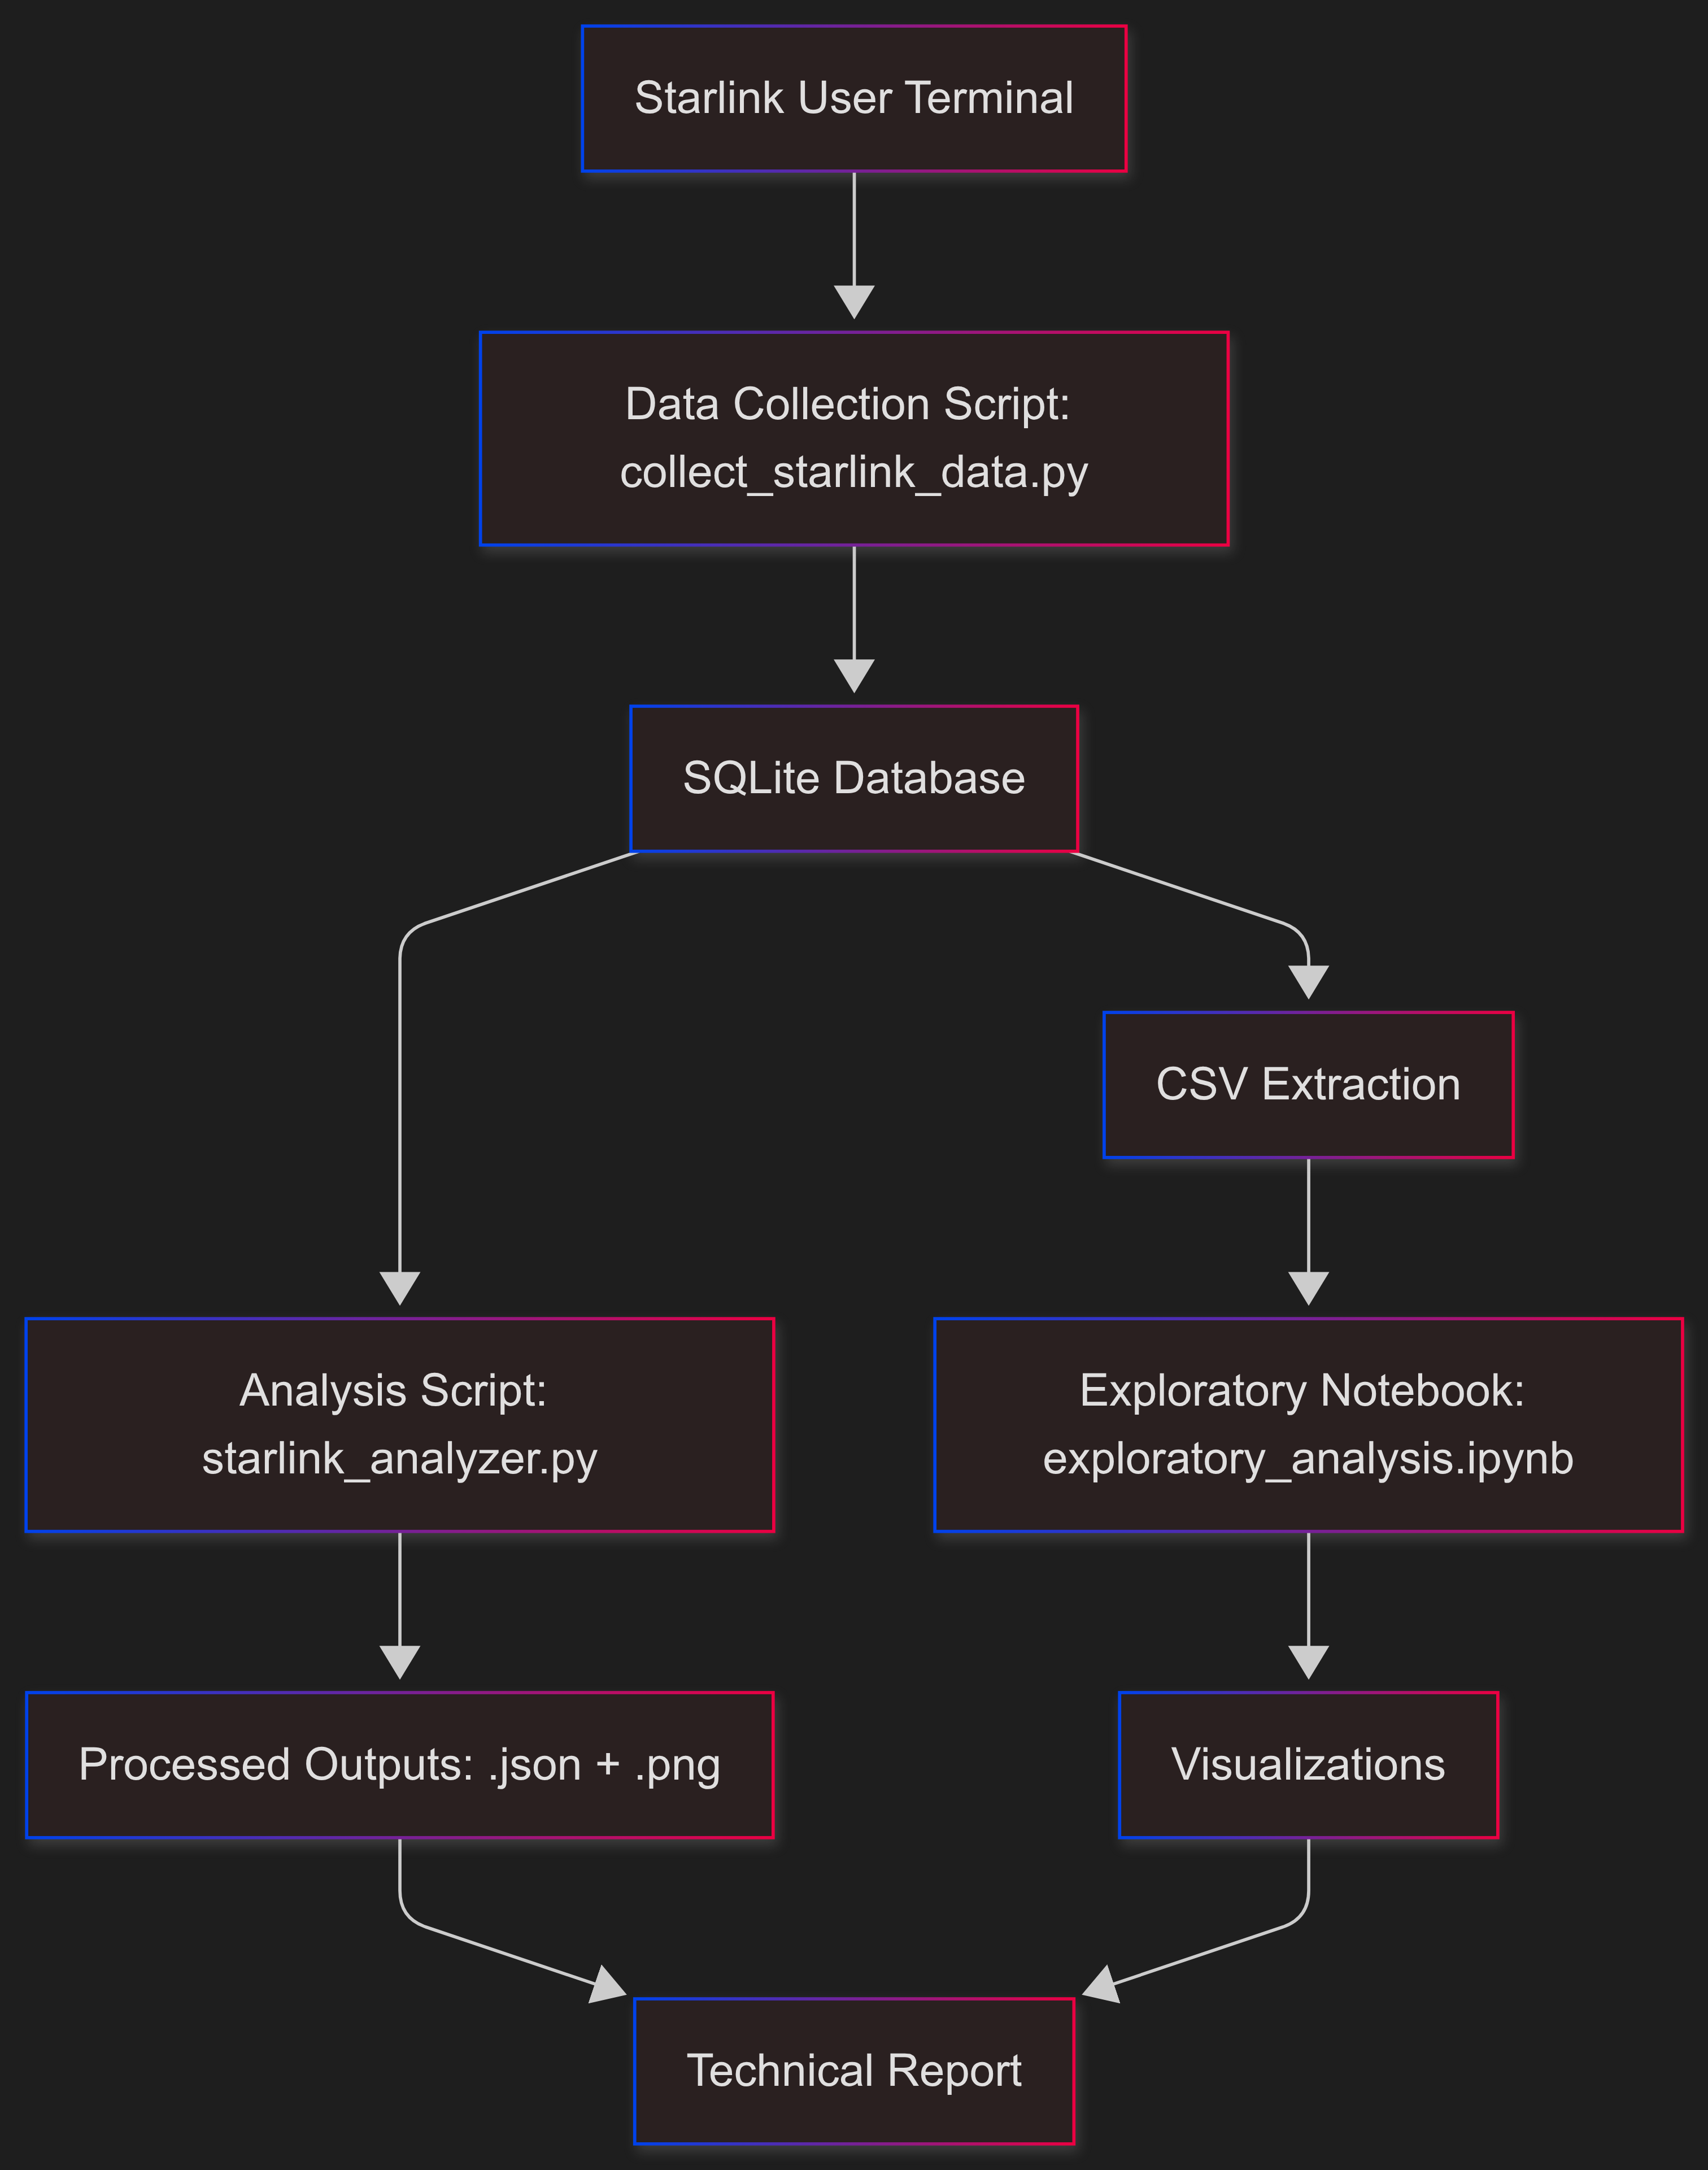 Starlink User Terminal
Data Collection Script:
collect_starlink_data.py
SQLite Database
CSV Extraction
Analysis Script:
starlink_analyzer.py
Exploratory Notebook:
exploratory_analysis.ipynb
Processed Outputs: .json + .png
Visualizations
Technical Report